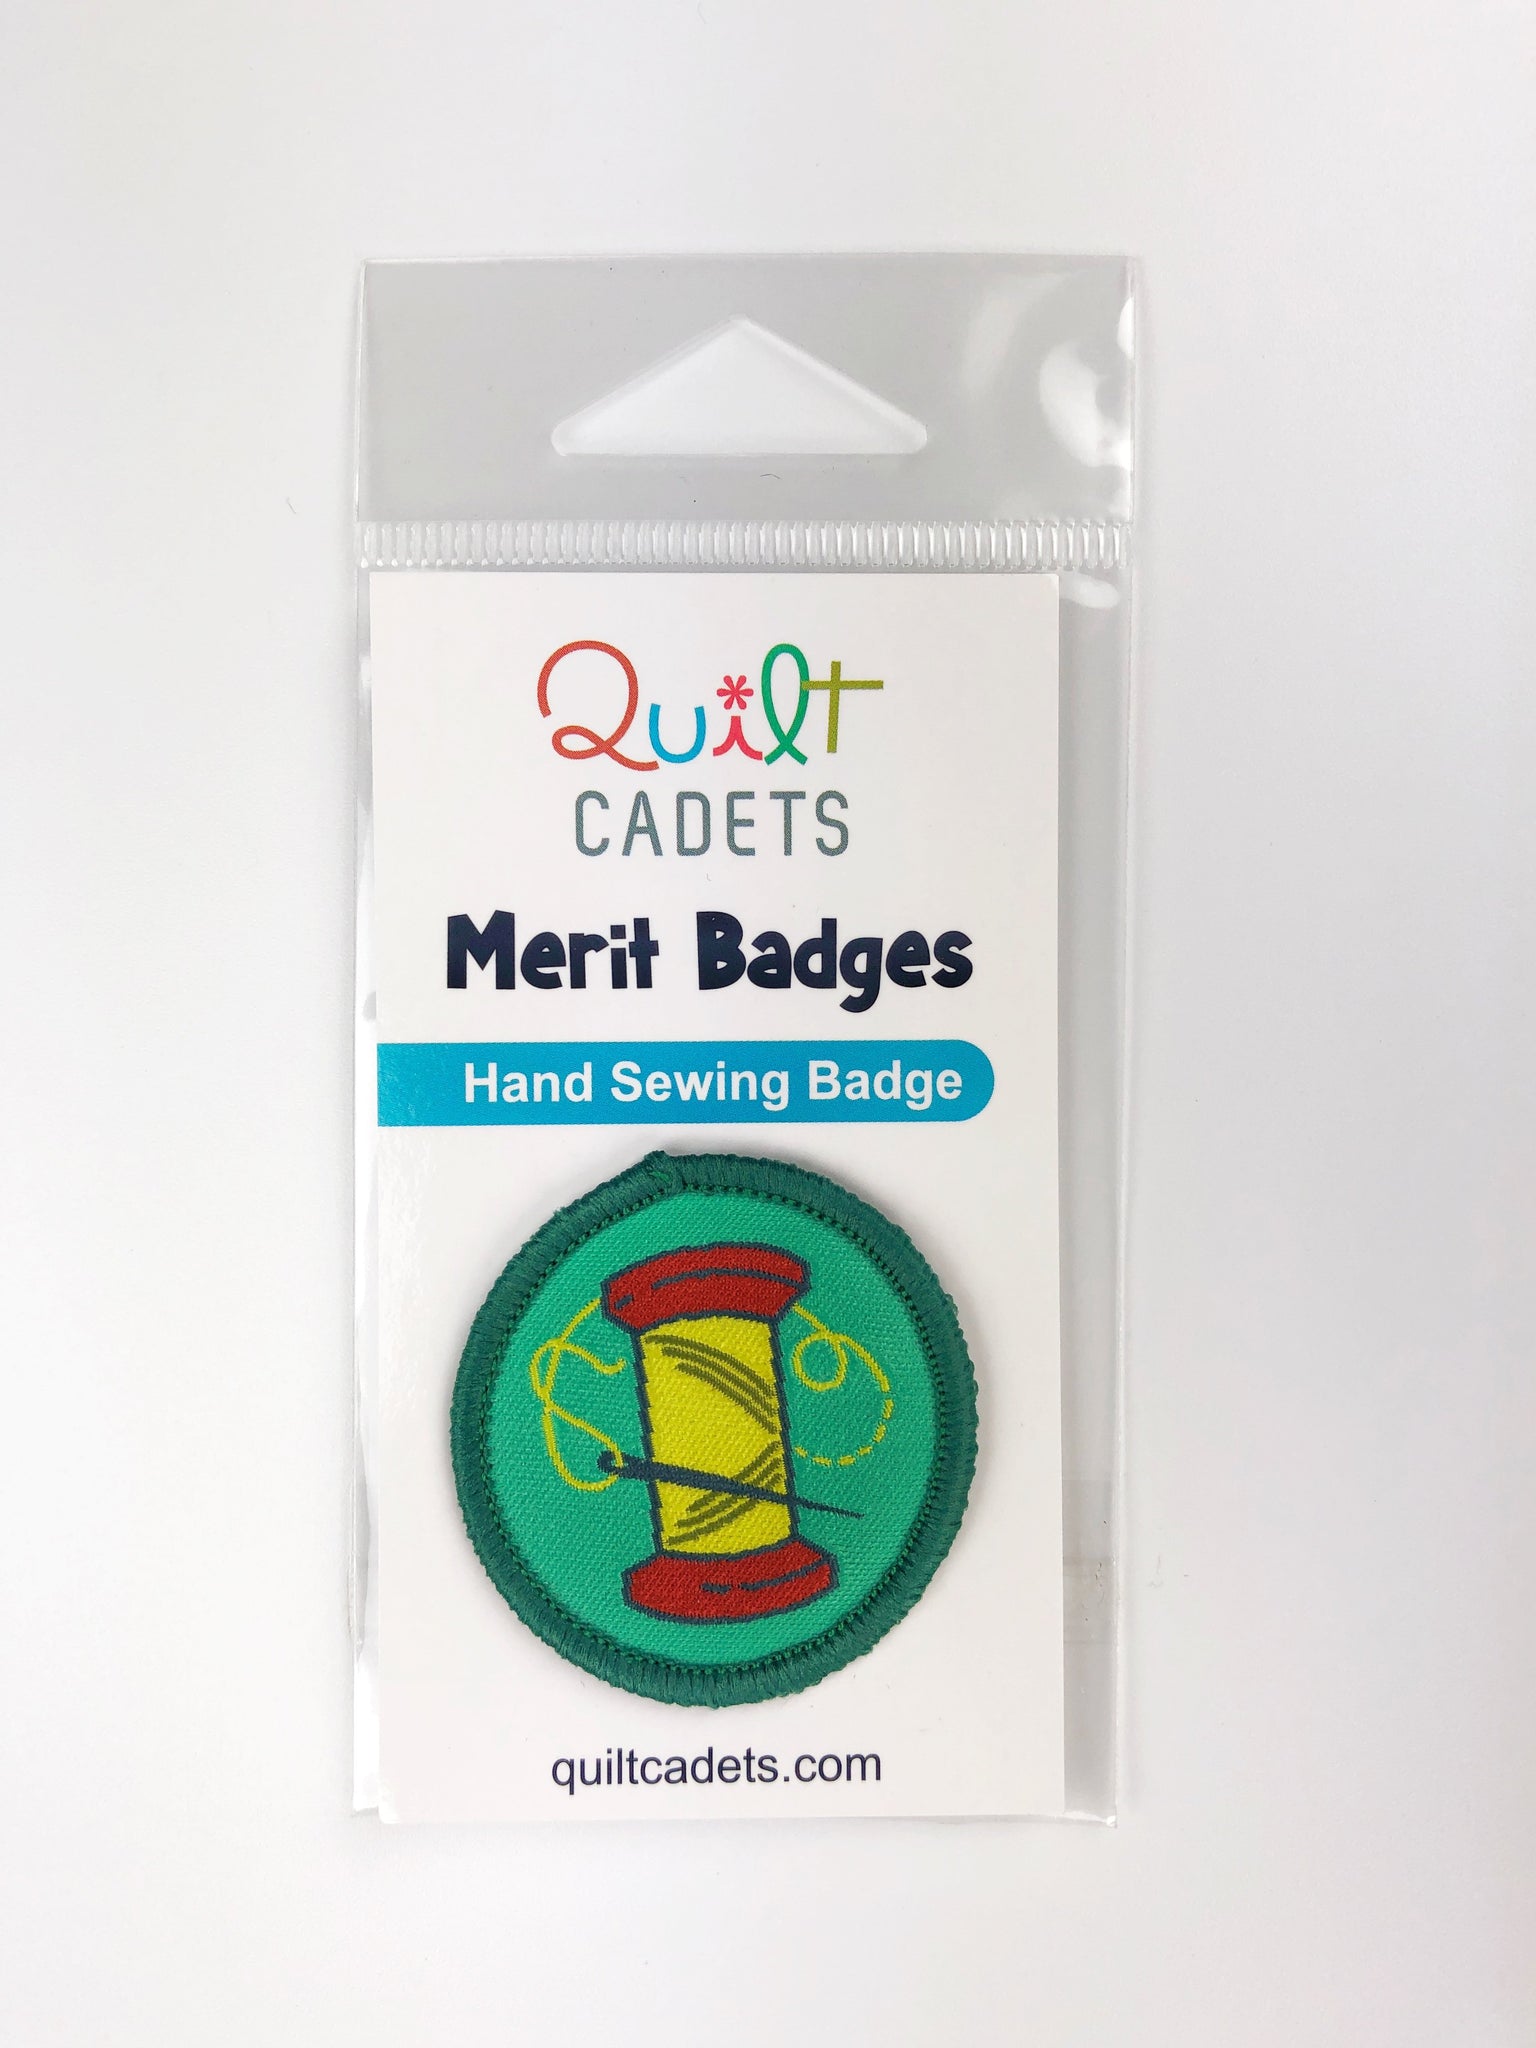 Quilt
CADETS
Merit Badges
Hand Sewing Badge
quiltcadets.com